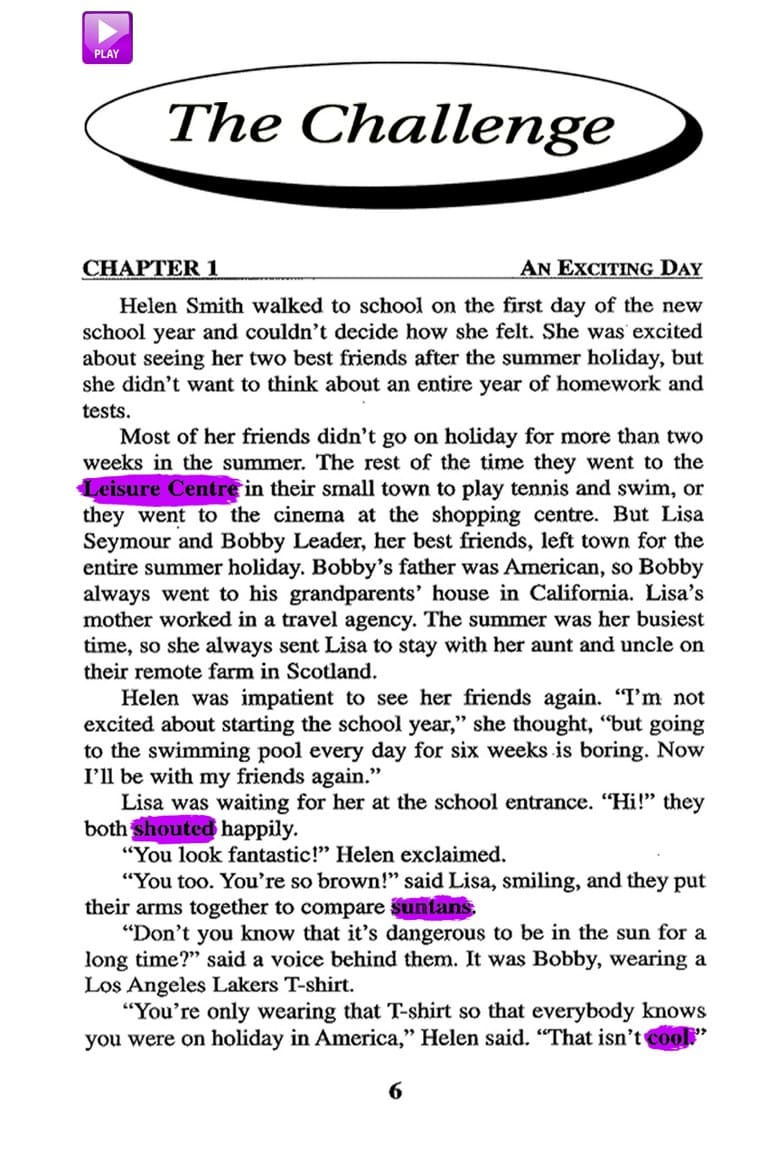 PLAY
The Challenge
CHAPTER 1 AN EXCITING DAY
Helen Smith walked to school on the first day of the new
school year and couldn't decide how she felt. She was excited
about seeing her two best friends after the summer holiday, but
she didn't want to think about an entire year of homework and
tests.
Most of her friends didn't go on holiday for more than two
weeks in the summer. The rest of the time they went to the
Leisure Centre in their small town to play tennis and swim, or
they went to the cinema at the shopping centre. But Lisa
Seymour and Bobby Leader, her best friends, left town for the
entire summer holiday. Bobby's father was American, so Bobby
always went to his grandparents' house in California. Lisa's
mother worked in a travel agency. The summer was her busiest
time, so she always sent Lisa to stay with her aunt and uncle on
their remote farm in Scotland.
Helen was impatient to see her friends again. “I'm not
excited about starting the school year,” she thought, “but going
to the swimming pool every day for six weeks is boring. Now
I'll be with my friends again.”
Lisa was waiting for her at the school entrance. “Hi!” they
both shouted happily.
“You look fantastic!” Helen exclaimed.
“You too. You're so brown!” said Lisa, smiling, and they put
their arms together to compare suntans.
“Don't you know that it's dangerous to be in the sun for a
long time?” said a voice behind them. It was Bobby, wearing a
Los Angeles Lakers T-shirt.
“You're only wearing that T-shirt so that everybody knows
you were on holiday in America,” Helen said. “That isn't cool.”
6